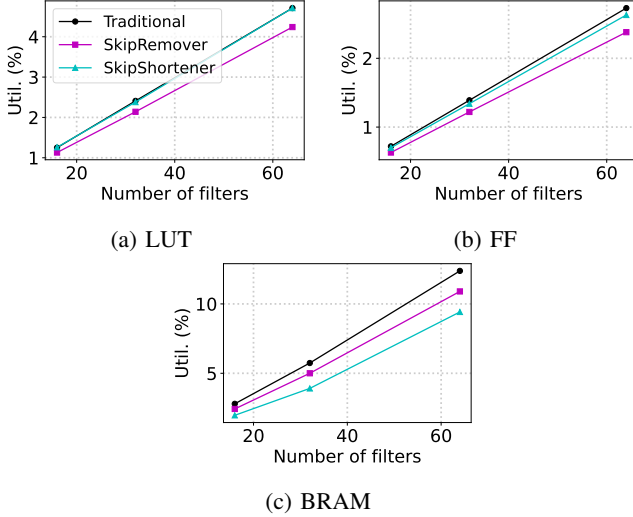 Traditional
SkipRemover
SkipShortener
4
3
2
1
Util. (%)
20 40 60
Number of filters
(a) LUT
2
1
Util. (%)
20 40 60
Number of filters
(b) FF
10
5
Util. (%)
20 40 60
Number of filters
(c) BRAM